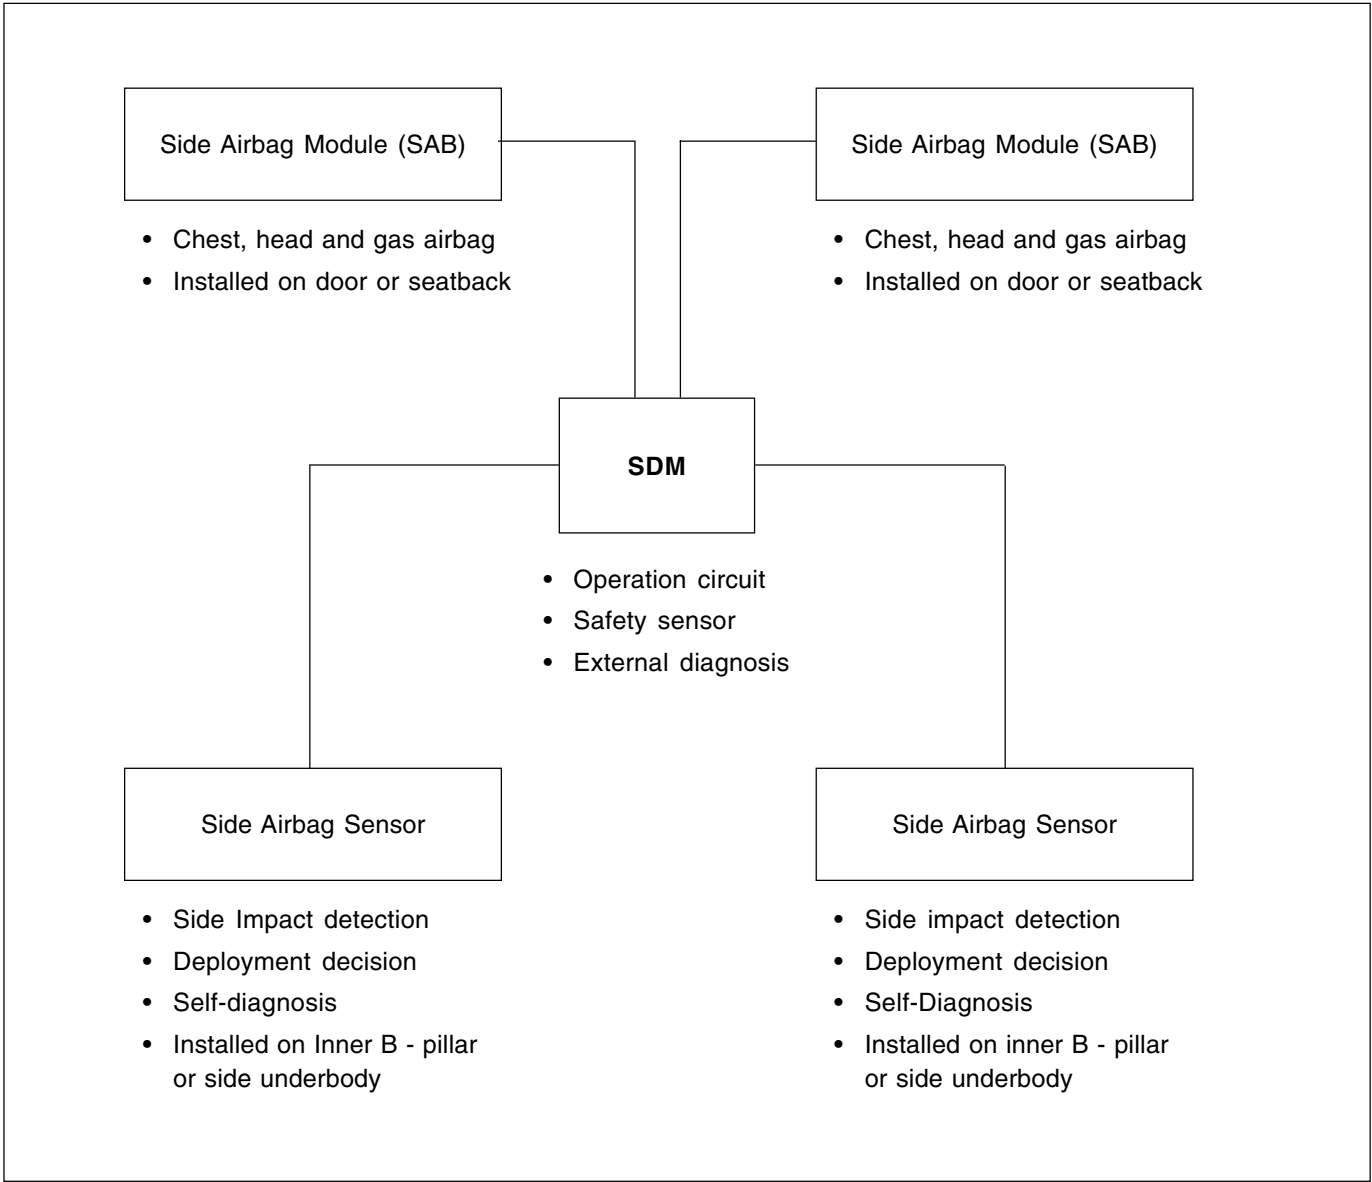 Side Airbag Module (SAB)
• Chest, head and gas airbag
• Installed on door or seatback
Side Airbag Module (SAB)
• Chest, head and gas airbag
• Installed on door or seatback
SDM
• Operation circuit
• Safety sensor
• External diagnosis
Side Airbag Sensor
• Side Impact detection
• Deployment decision
• Self-diagnosis
• Installed on Inner B - pillar
or side underbody
Side Airbag Sensor
• Side impact detection
• Deployment decision
• Self-Diagnosis
• Installed on inner B - pillar
or side underbody